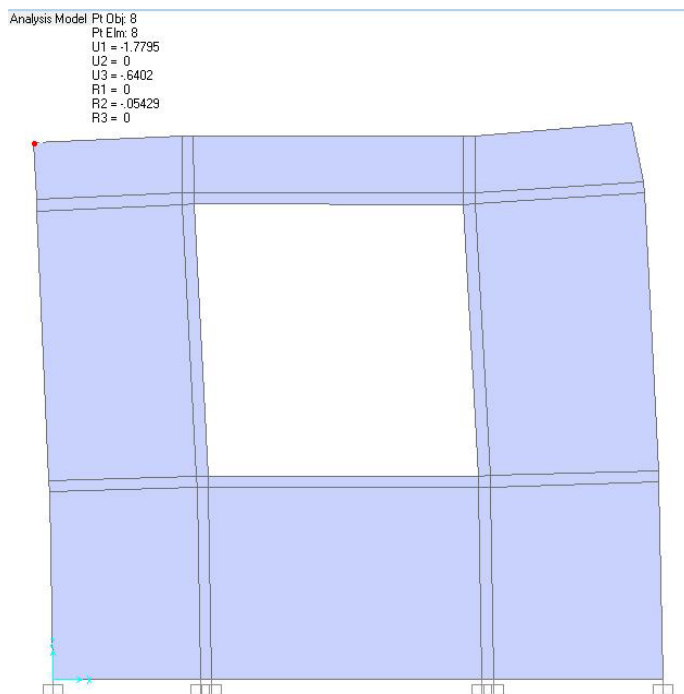 Analysis Model Pt Obj: 8
Pt Elm: 8
U1 = -1.7795
U2 = 0
U3 = -.6402
R1 = 0
R2 = -.05429
R3 = 0
X